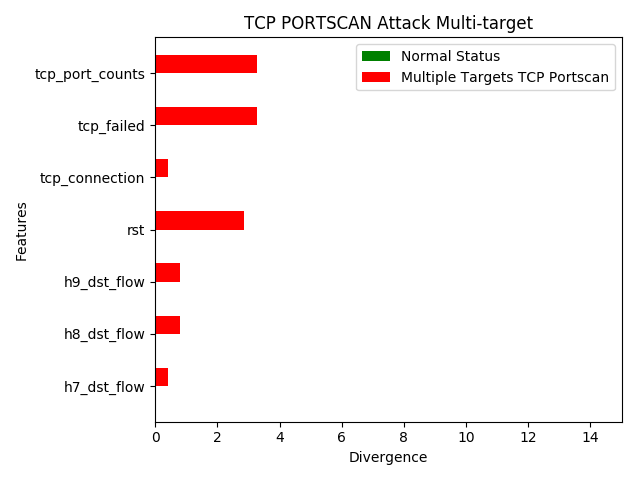 TCP PORTSCAN Attack Multi-target
Normal Status
Multiple Targets TCP Portscan
Features
tcp_port_counts
tcp_failed
tcp_connection
rst
h9_dst_flow
h8_dst_flow
h7_dst_flow
0 2 4 6 8 10 12 14
Divergence